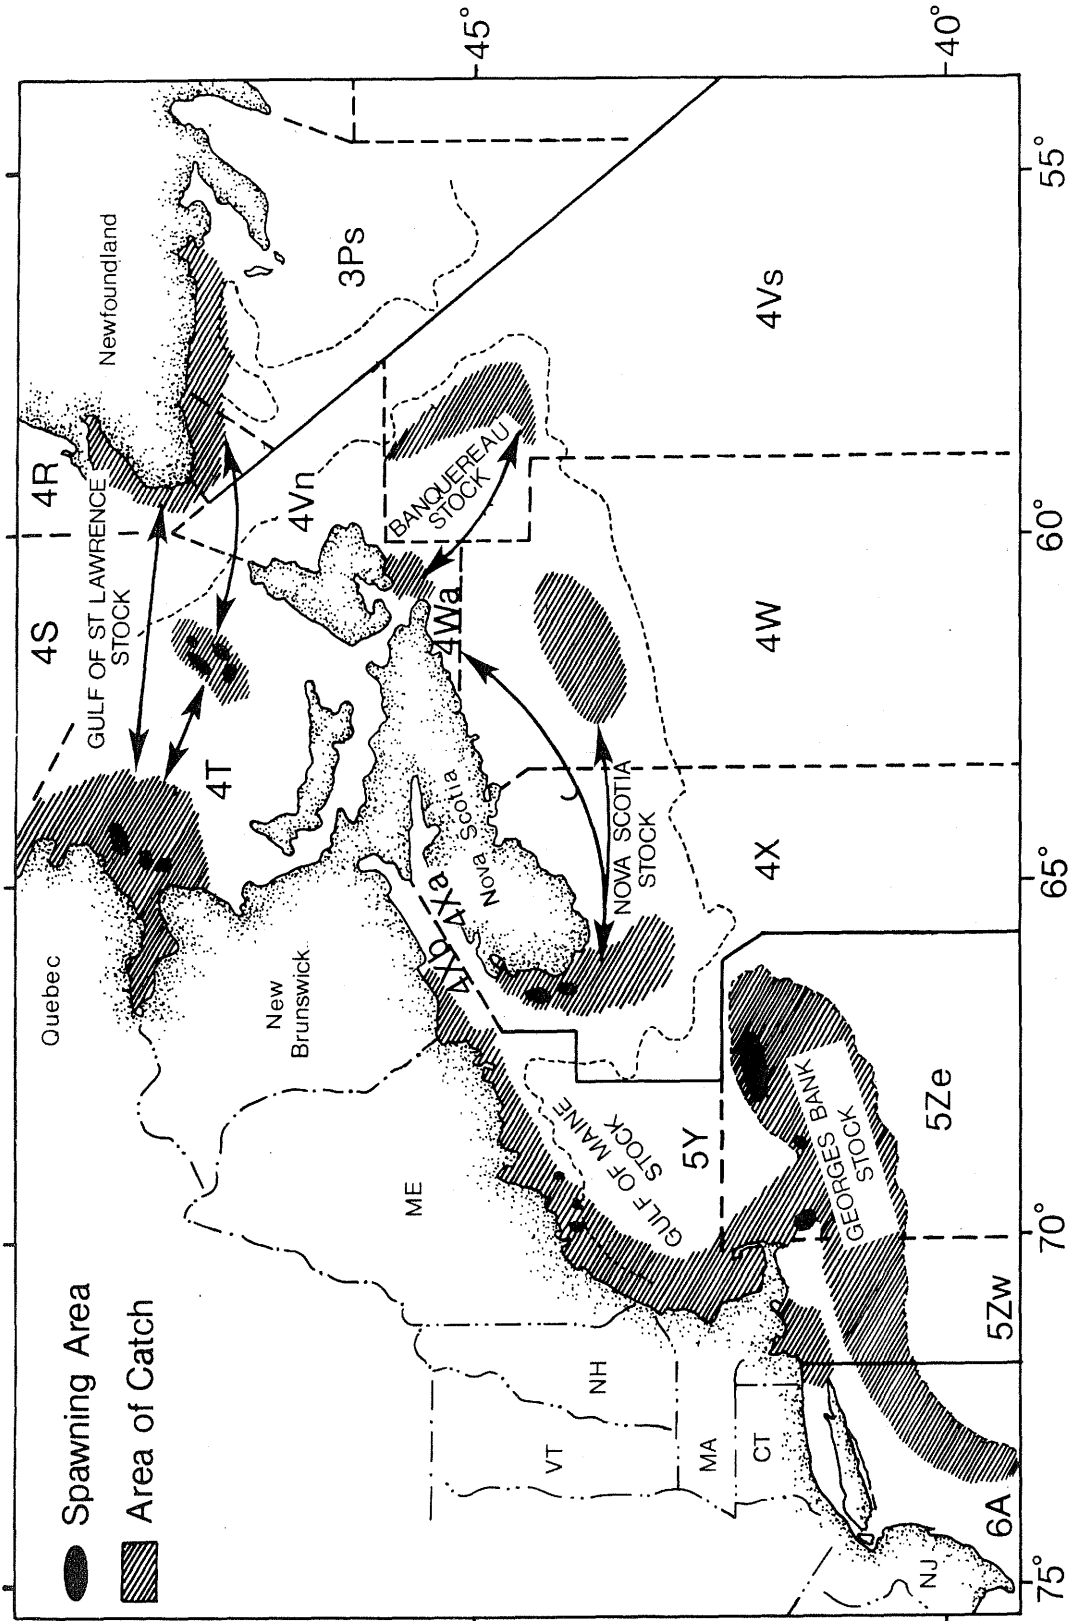 Spawning Area
Area of Catch
Quebec
4S
4R
GULF OF ST LAWRENCE
STOCK
Newfoundland
4T
New
Brunswick
4Vn
3Ps
ME
VT
NH
MA
CT
NJ
4Xb
4Xa
Nova Scotia
4Wa
BANQUEREAU
STOCK
GULF OF MAINE
STOCK
5Y
NOVA SCOTIA
STOCK
GEORGES BANK
STOCK
4X
4W
4Vs
6A
5Zw
5Ze
45°
40°
75°
70°
65°
60°
55°